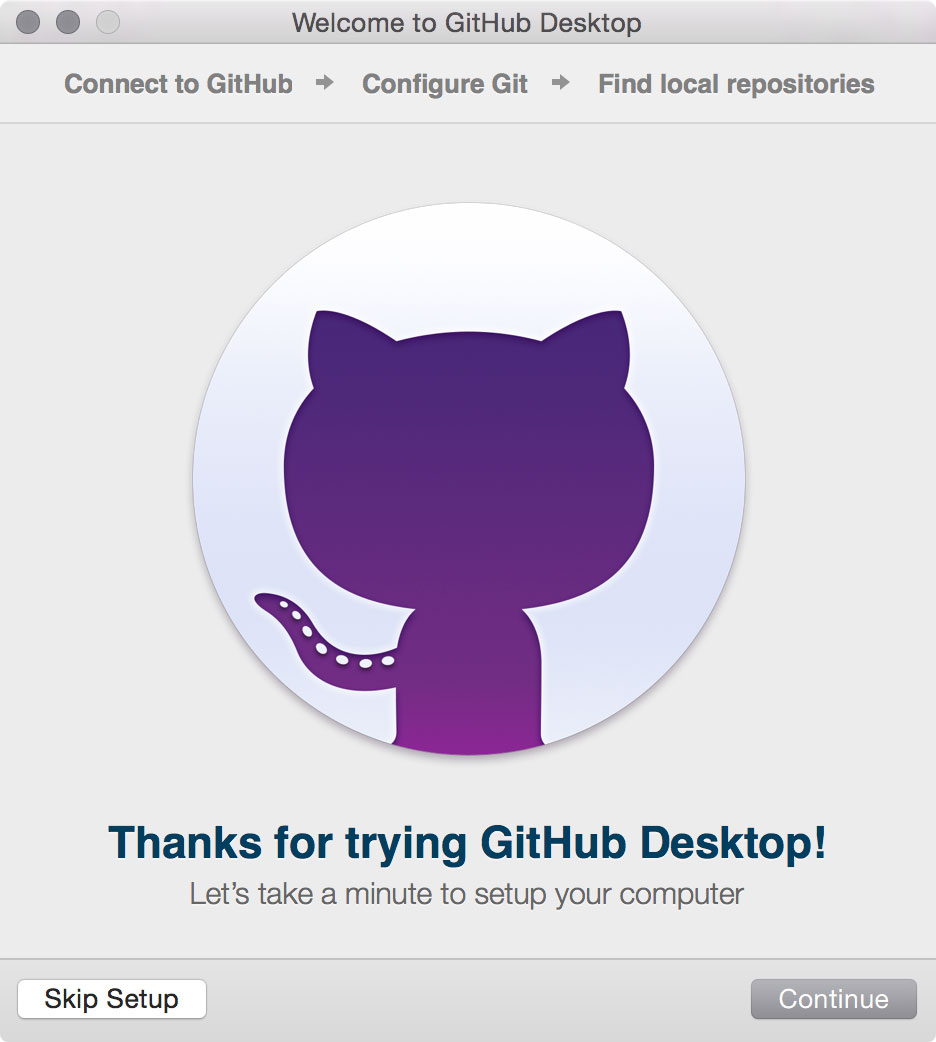 Welcome to GitHub Desktop
Connect to GitHub Configure Git Find local repositories
Thanks for trying GitHub Desktop!
Let’s take a minute to setup your computer
Skip Setup Continue